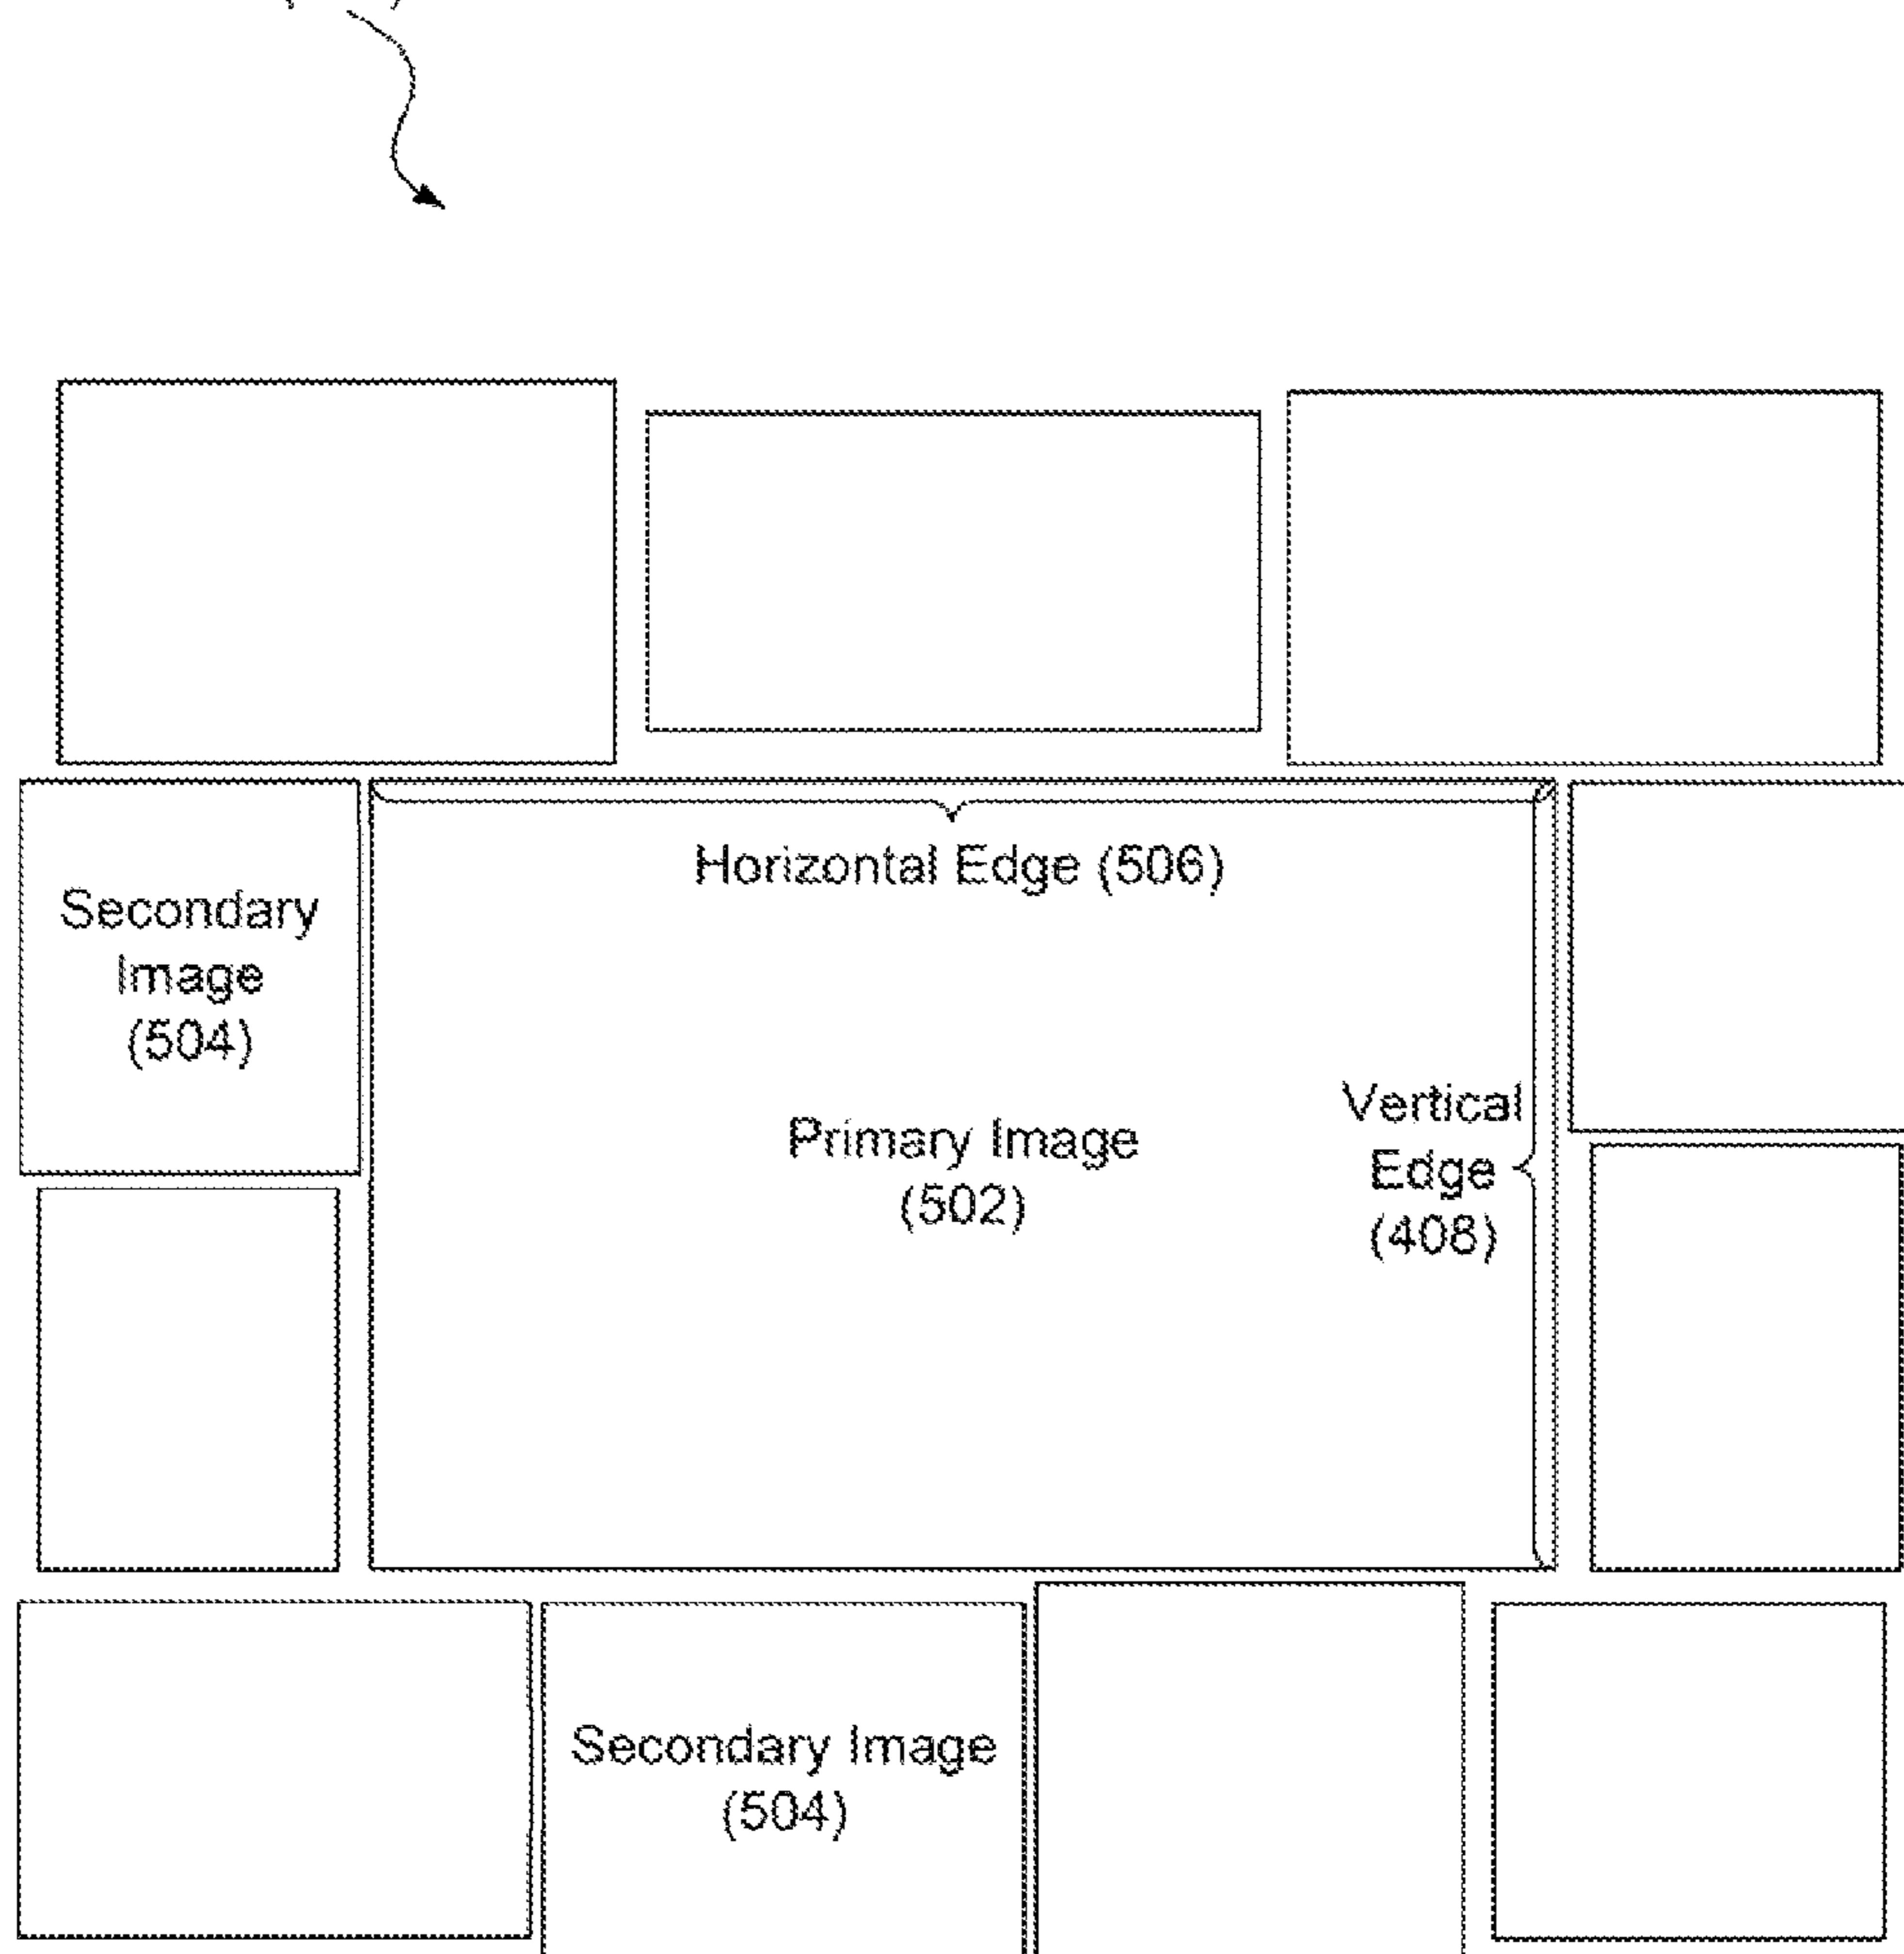 Horizontal Edge (506)
Secondary
Image
(504)
Primary Image
(502)
Vertical
Edge
(408)
Secondary Image
(504)